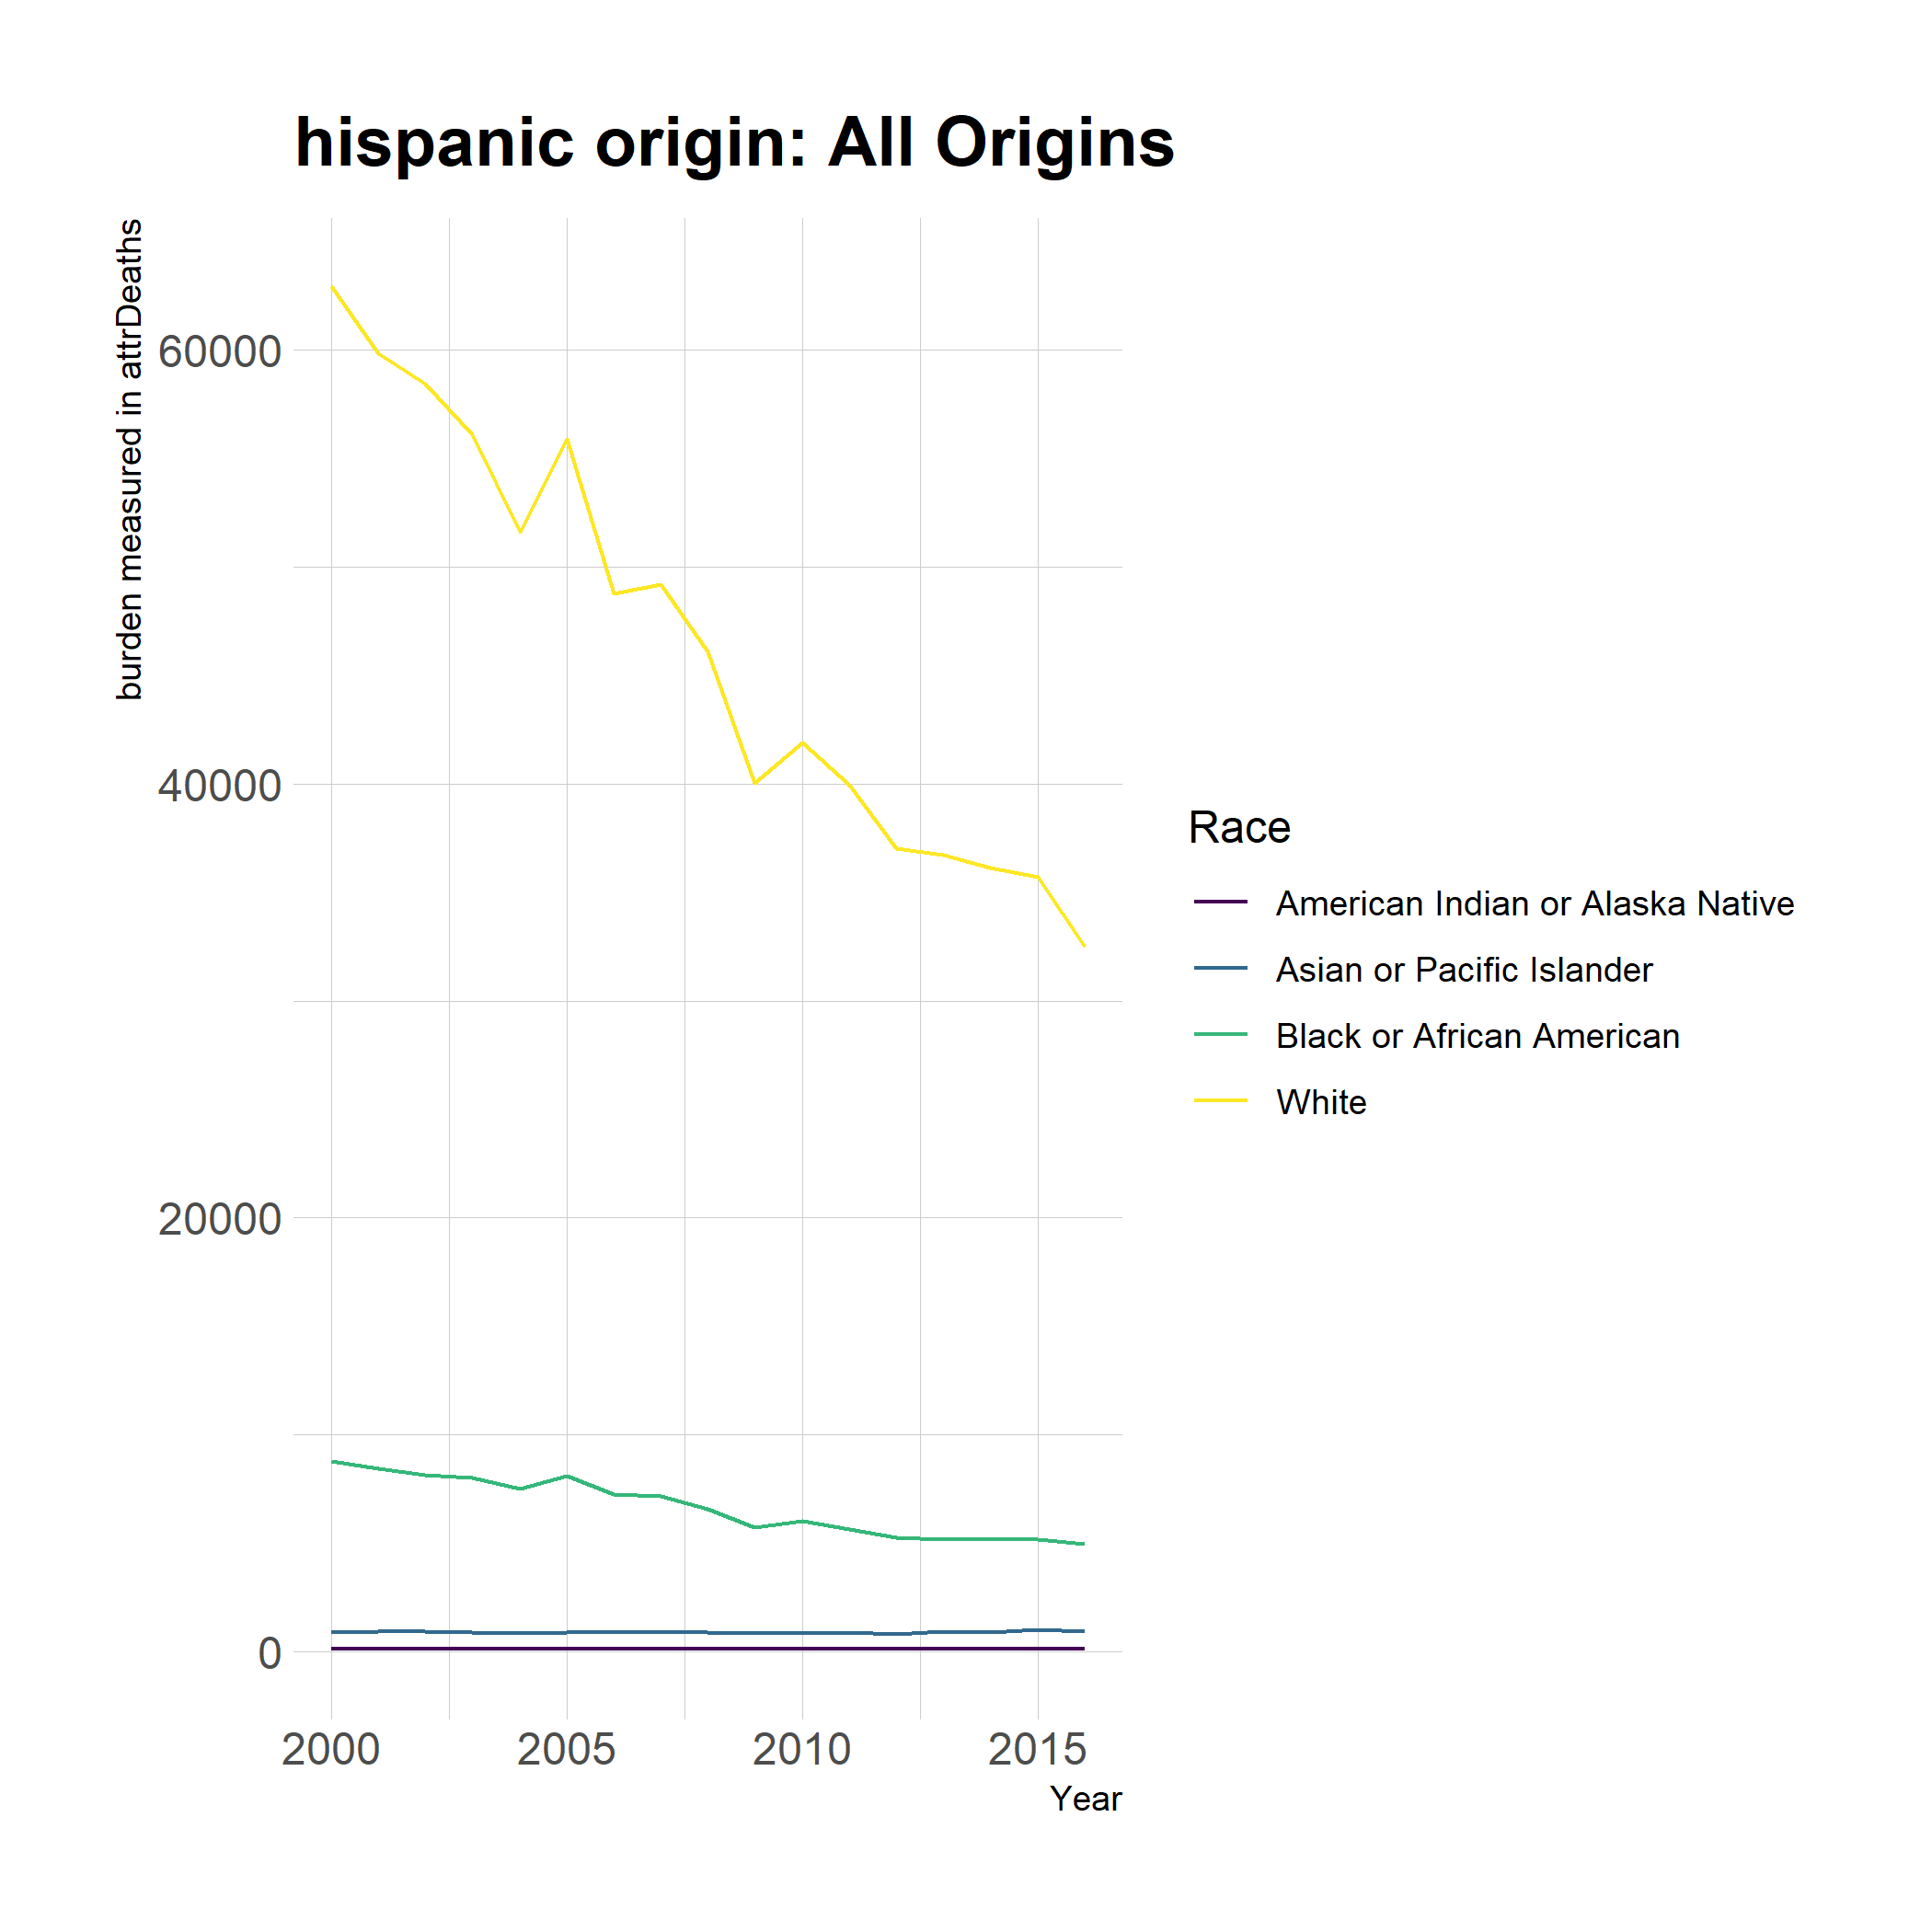 hispanic origin: All Origins
burden measured in attrDeaths
60000
40000
20000
0
2000 2005 2010 2015
Year
Race
American Indian or Alaska Native
Asian or Pacific Islander
Black or African American
White